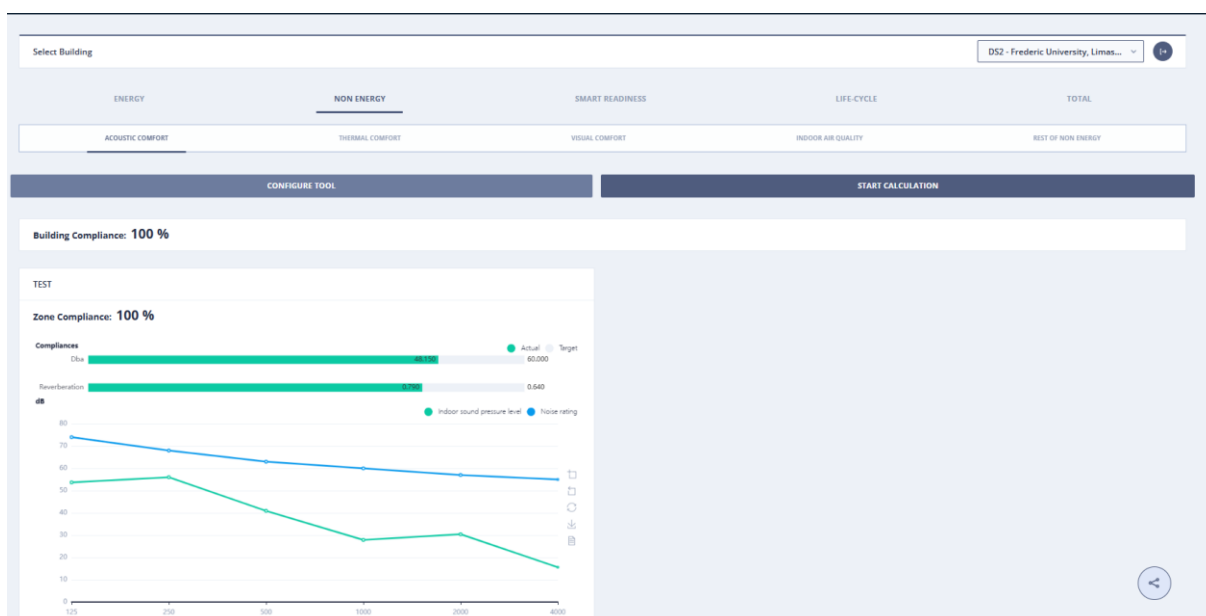 Select Building
DS2 - Frederic University, Limas...
ENERGY NON ENERGY SMART READINESS LIFE-CYCLE TOTAL
ACOUSTIC COMFORT THERMAL COMFORT VISUAL COMFORT INDOOR AIR QUALITY REST OF NON ENERGY
CONFIGURE TOOL START CALCULATION
Building Compliance: 100 %
TEST
Zone Compliance: 100 %
Compliances
Actual Target
Dba 48.150 60.000
Reverberation 0.790 0.640
dB
Indoor sound pressure level Noise rating
80
70
60
50
40
30
20
10
0
125 250 500 1000 2000 4000